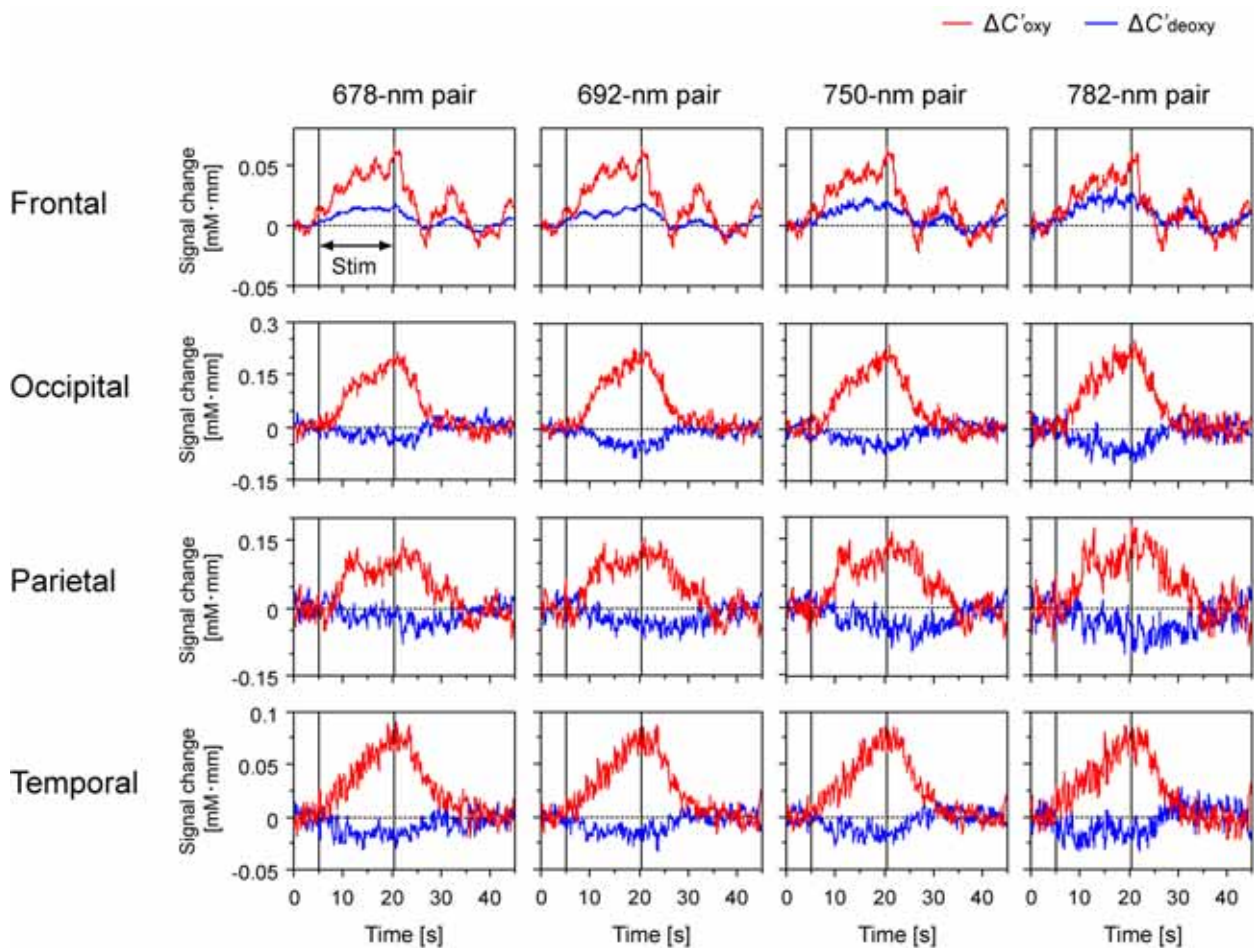 ΔC'oxy ΔC'deoxy
678-nm pair 692-nm pair 750-nm pair 782-nm pair
Frontal
Signal change
[mM·mm]
0.05
0
-0.05
Stim
Occipital
Signal change
[mM·mm]
0.3
0.15
0
-0.15
Parietal
Signal change
[mM·mm]
0.15
0
-0.15
Temporal
Signal change
[mM·mm]
0.1
0.05
0
-0.05
0 10 20 30 40 0 10 20 30 40 0 10 20 30 40 0 10 20 30 40
Time [s] Time [s] Time [s] Time [s]